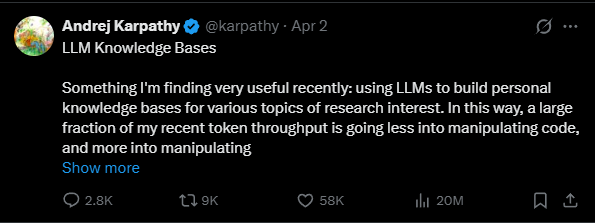 Andrej Karpathy @karpathy · Apr 2
LLM Knowledge Bases
Something I'm finding very useful recently: using LLMs to build personal
knowledge bases for various topics of research interest. In this way, a large
fraction of my recent token throughput is going less into manipulating code,
and more into manipulating
Show more
2.8K 9K 58K 20M